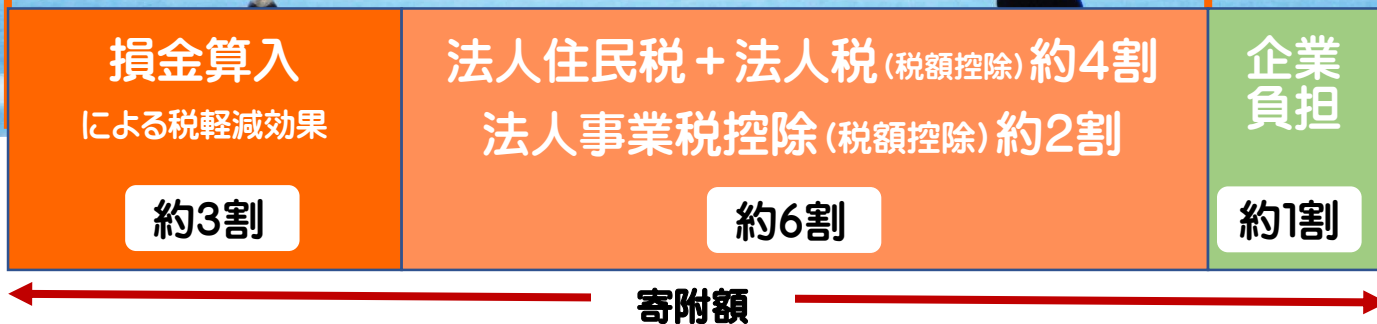 損金算入
による税軽減効果
約3割
法人住民税＋法人税(税額控除)約4割
法人事業税控除(税額控除)約2割
約6割
企業
負担
約1割
寄附額